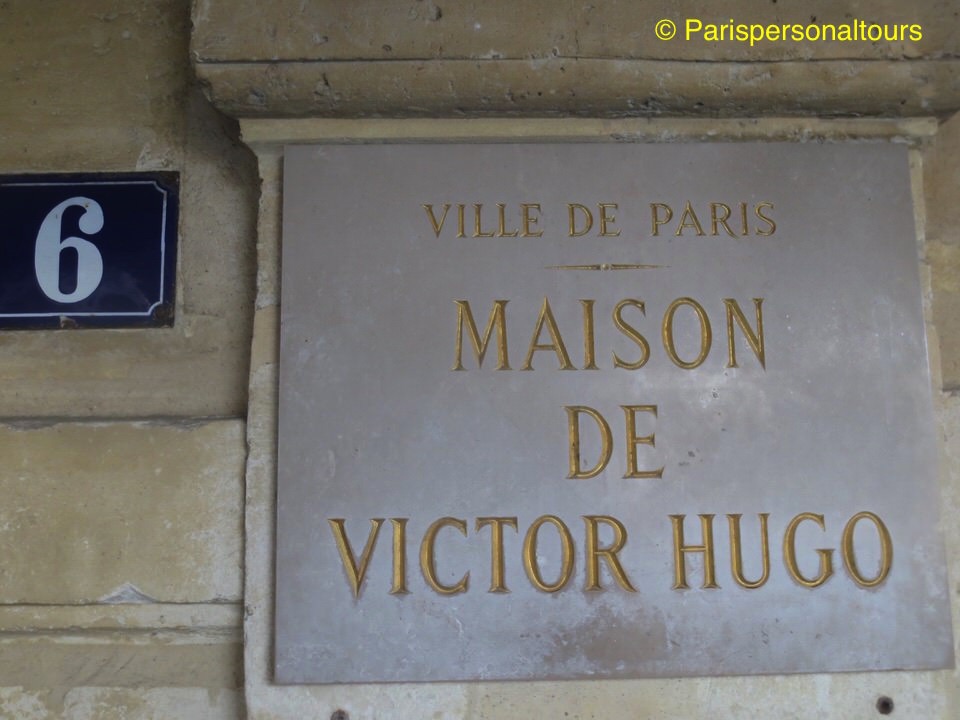 © Parispersonaltours
6
VILLE DE PARIS
MAISON
DE
VICTOR HUGO